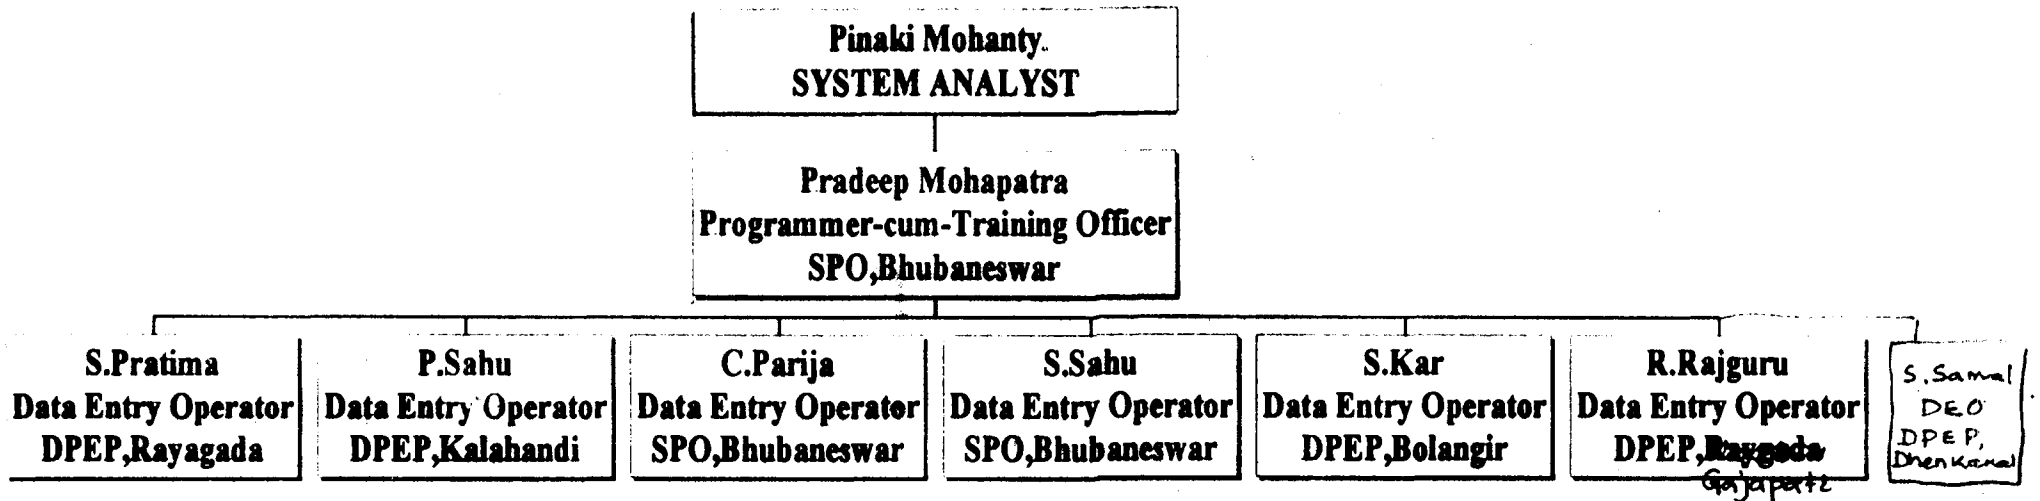 Pinaki Mohanty
SYSTEM ANALYST
Pradeep Mohapatra
Programmer-cum-Training Officer
SPO,Bhubaneswar
S.Pratima
Data Entry Operator
DPEP,Rayagada
P.Sahu
Data Entry Operator
DPEP,Kalahandi
C.Parija
Data Entry Operator
SPO,Bhubaneswar
S.Sahu
Data Entry Operator
SPO,Bhubaneswar
S.Kar
Data Entry Operator
DPEP,Bolangir
R.Rajguru
Data Entry Operator
DPEP,Raygada
Gajapati
S.Samal
DEO
DPEP,
Dhenkanal